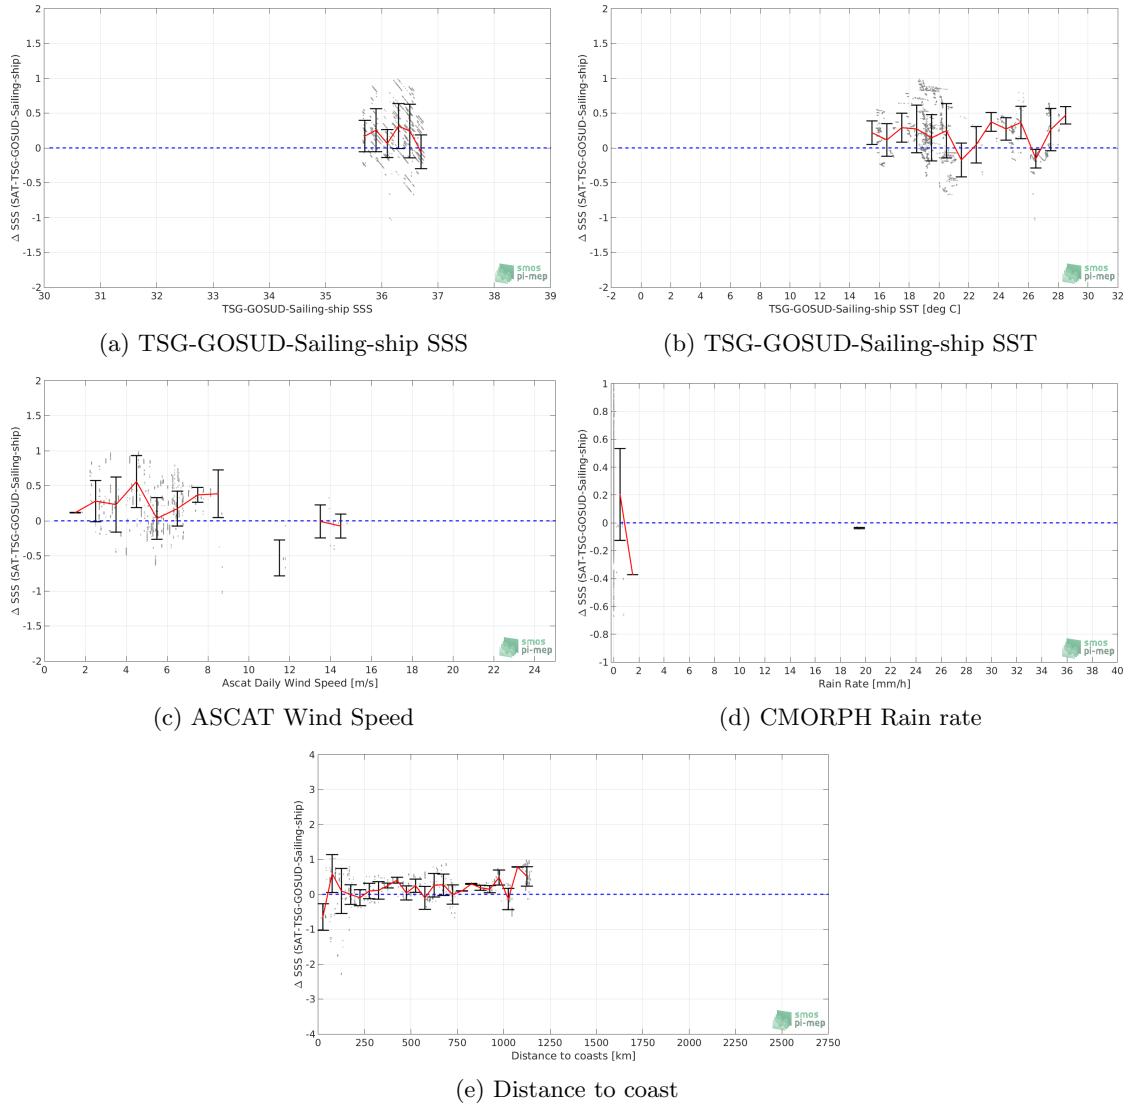 Δ SSS (SAT-TSG-GOSUD-Sailing-ship)
2
1.5
1
0.5
0
-0.5
-1
-1.5
-2
30 31 32 33 34 35 36 37 38 39
TSG-GOSUD-Sailing-ship SSS
smos
pi-mep
(a) TSG-GOSUD-Sailing-ship SSS
Δ SSS (SAT-TSG-GOSUD-Sailing-ship)
2
1.5
1
0.5
0
-0.5
-1
-1.5
-2
-2 0 2 4 6 8 10 12 14 16 18 20 22 24 26 28 30 32
TSG-GOSUD-Sailing-ship SST [deg C]
smos
pi-mep
(b) TSG-GOSUD-Sailing-ship SST
Δ SSS (SAT-TSG-GOSUD-Sailing-ship)
2
1.5
1
0.5
0
-0.5
-1
-1.5
-2
2 4 6 8 10 12 14 16 18 20 22 24
Ascat Daily Wind Speed [m/s]
smos
pi-mep
(c) ASCAT Wind Speed
Δ SSS (SAT-TSG-GOSUD-Sailing-ship)
1
0.8
0.6
0.4
0.2
0
-0.2
-0.4
-0.6
-0.8
-1
0 2 4 6 8 10 12 14 16 18 20 22 24 26 28 30 32 34 36 38 40
Rain Rate [mm/h]
smos
pi-mep
(d) CMORPH Rain rate
Δ SSS (SAT-TSG-GOSUD-Sailing-ship)
4
3
2
1
0
-1
-2
-3
-4
0 250 500 750 1000 1250 1500 1750 2000 2250 2500 2750
Distance to coasts [km]
smos
pi-mep
(e) Distance to coast